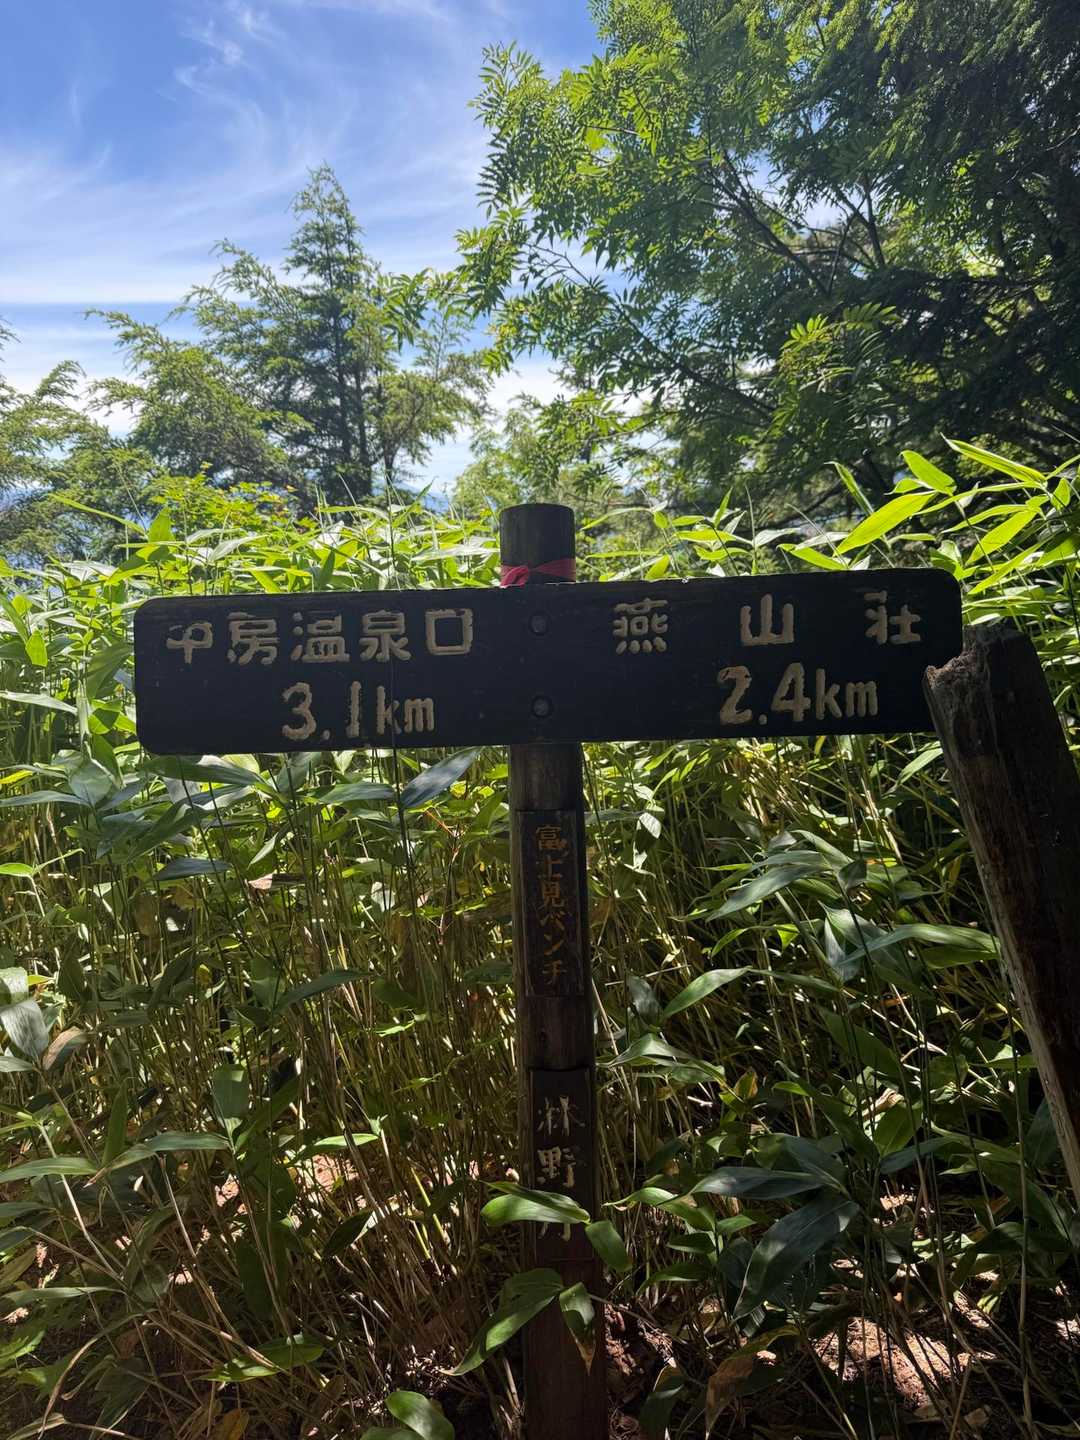 中房温泉口 燕山荘
3.1km 2.4km
富士見ベンチ
林野庁